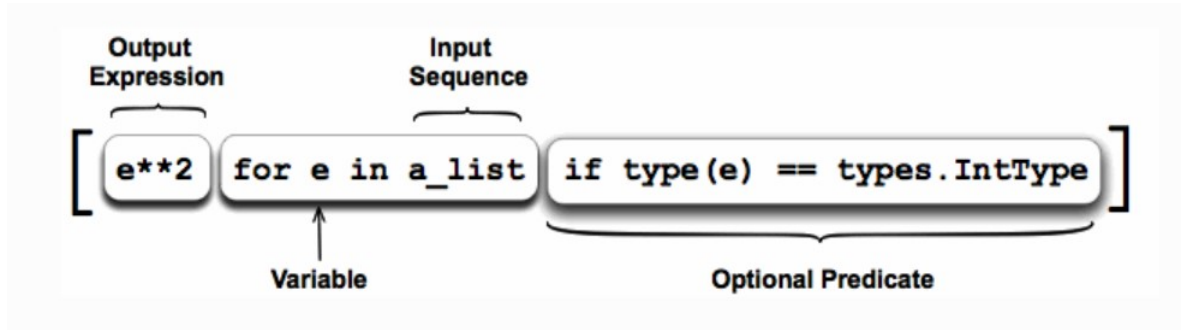 Output
Expression
Input
Sequence
[ e**2 for e in a_list if type(e) == types.IntType ]
Variable
Optional Predicate